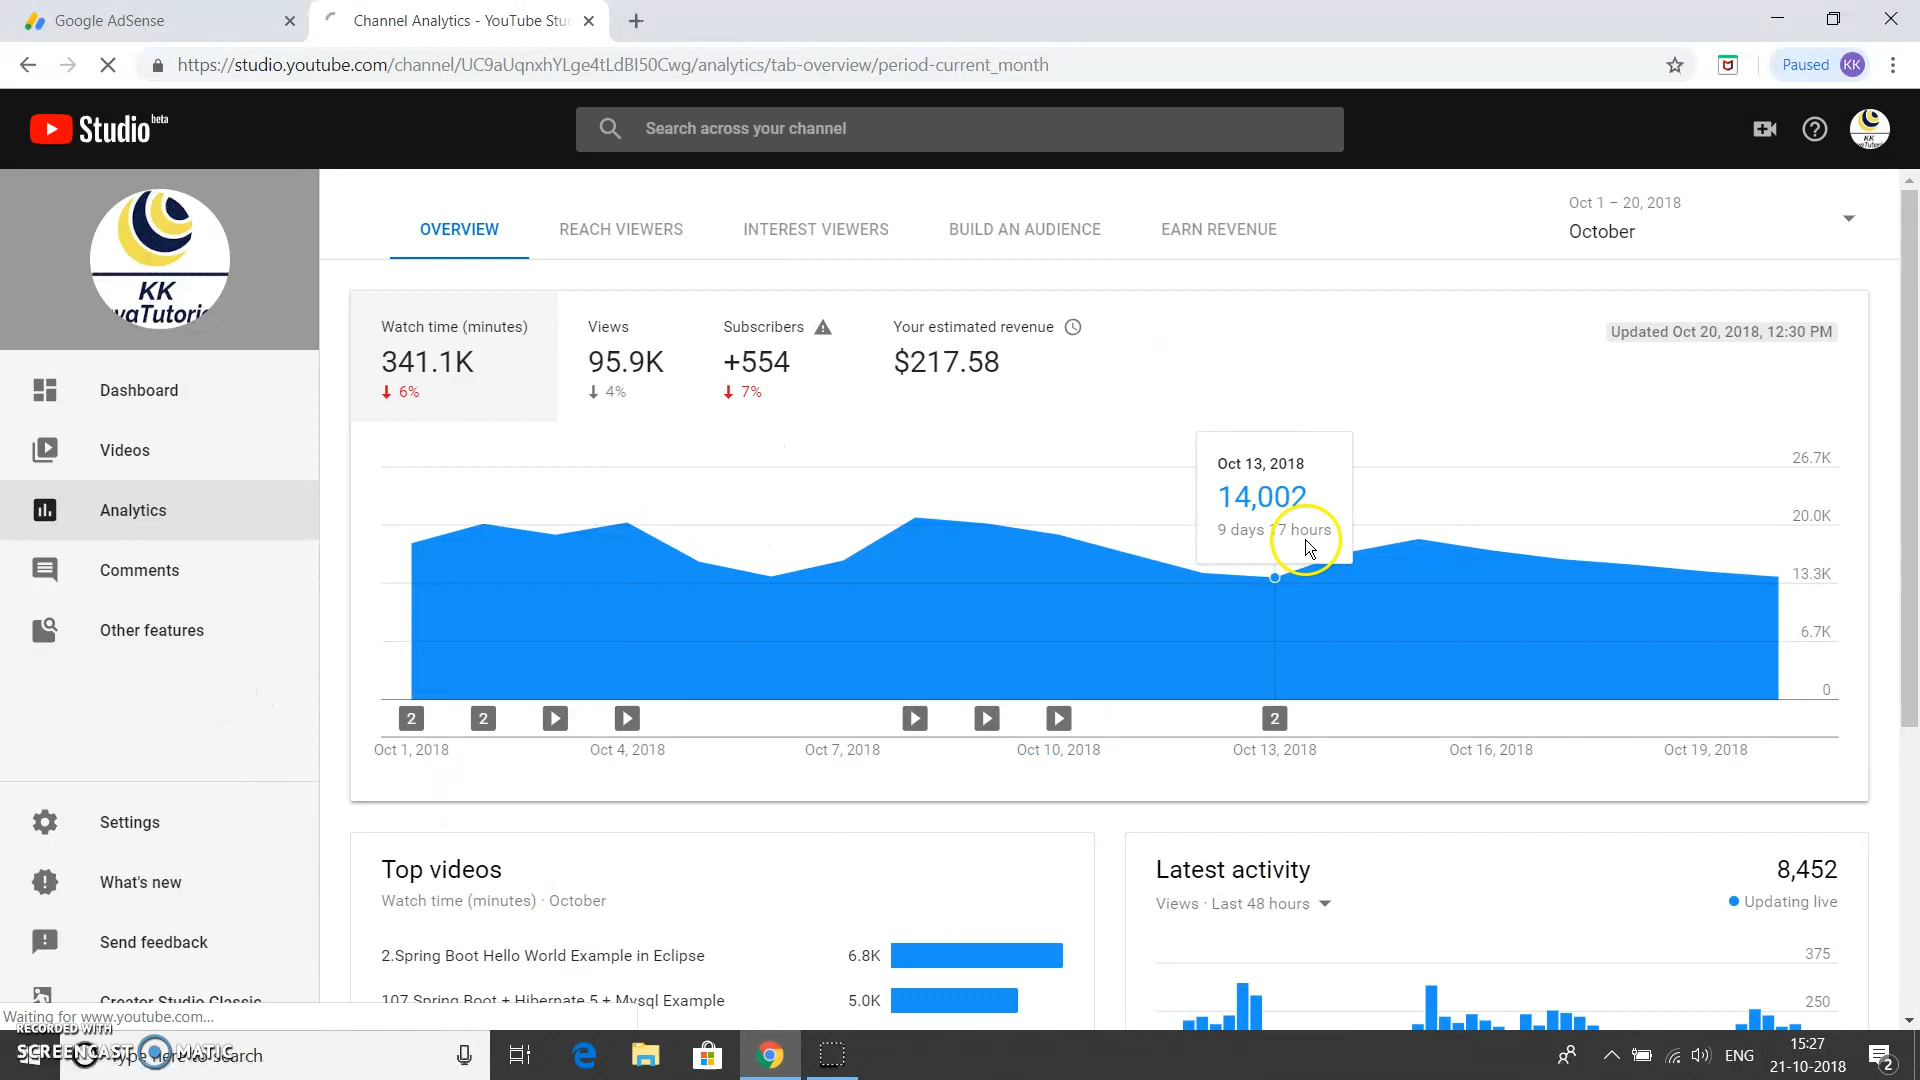 Google AdSense
Channel Analytics - YouTube Stu
https://studio.youtube.com/channel/UC9aUqnxhYLge4tLdBI50Cwg/analytics/tab-overview/period-current_month
Paused KK
Studio beta
Search across your channel
KK
KK
Dashboard
Videos
Analytics
Comments
Other features
Settings
What's new
Send feedback
Creator Studio Classic
OVERVIEW REACH VIEWERS INTEREST VIEWERS BUILD AN AUDIENCE EARN REVENUE
Oct 1 – 20, 2018
October
Watch time (minutes) Views Subscribers Your estimated revenue
Updated Oct 20, 2018, 12:30 PM
341.1K 95.9K +554 $217.58
6% 4% 7%
Oct 13, 2018
14,002
9 days 17 hours
26.7K
20.0K
13.3K
6.7K
0
2 2 2
Oct 1, 2018 Oct 4, 2018 Oct 7, 2018 Oct 10, 2018 Oct 13, 2018 Oct 16, 2018 Oct 19, 2018
Top videos
Watch time (minutes) · October
2.Spring Boot Hello World Example in Eclipse 6.8K
107.Spring Boot + Hibernate 5 + Mysql Example 5.0K
Latest activity 8,452
Views · Last 48 hours Updating live
375
250
Waiting for www.youtube.com...
RECORDED WITH
SCREENCAST MATIC
Type here to search
ENG
15:27
21-10-2018
2